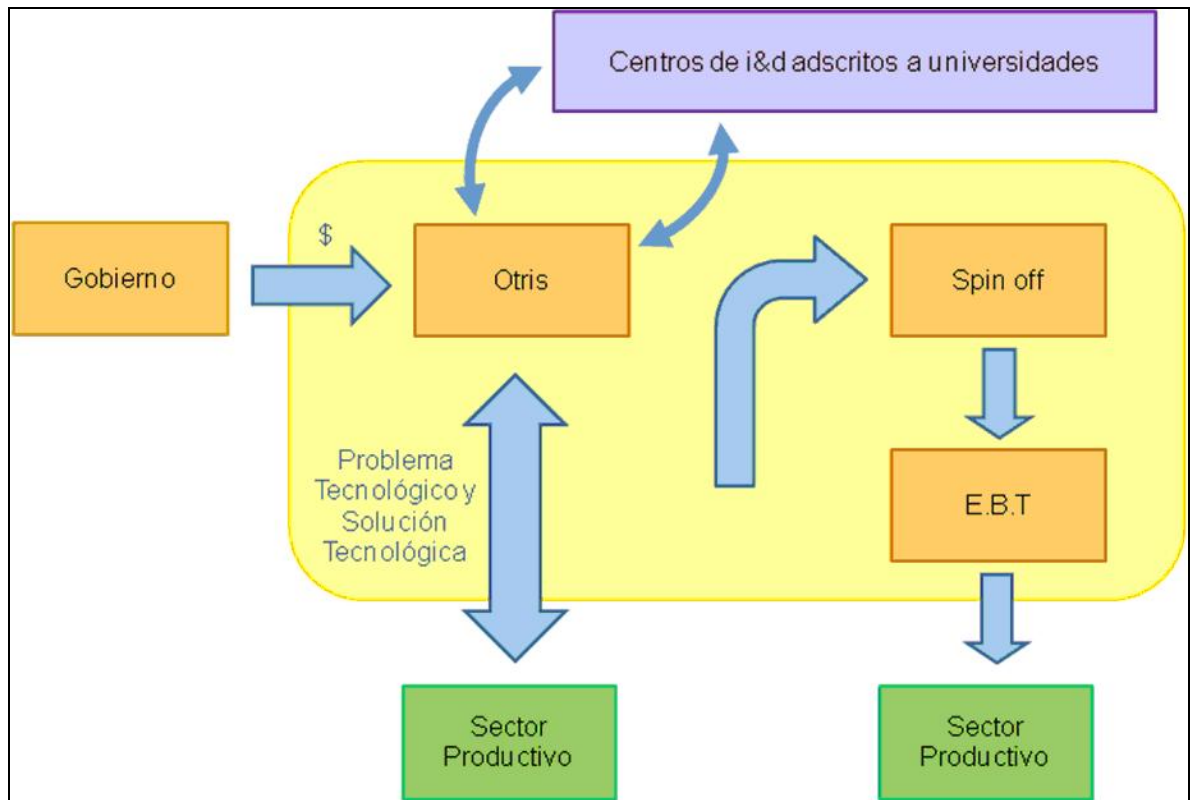 Centros de i&d adscritos a universidades
Gobierno
$
Otris
Spin off
Problema
Tecnológico y
Solución
Tecnológica
E.B.T
Sector
Productivo
Sector
Productivo